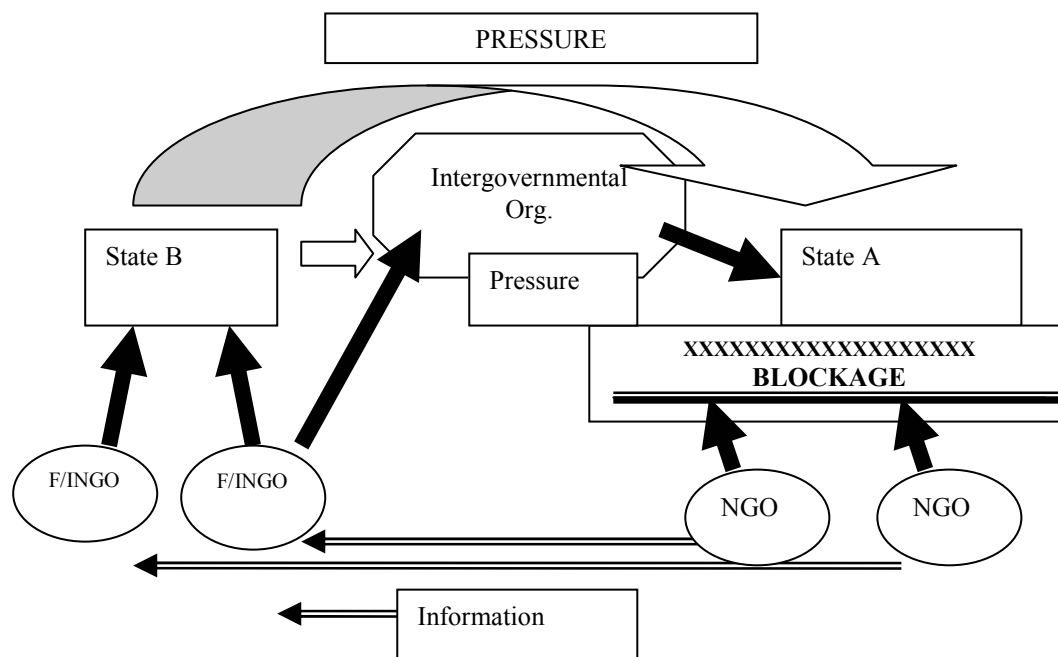 PRESSURE
Intergovernmental
Org.
State B
State A
Pressure
XXXXXXXXXXXXXXXXXXX
BLOCKAGE
F/INGO
F/INGO
NGO
NGO
Information